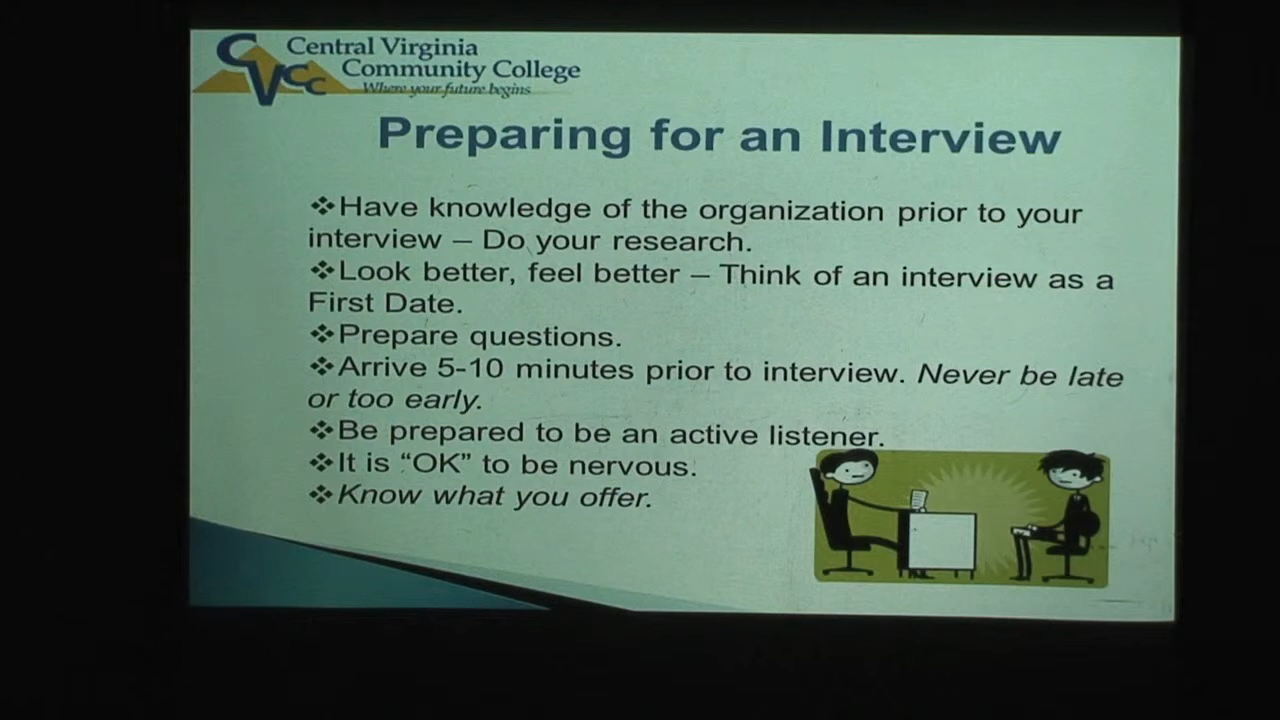 Central Virginia
Community College
CVCC
Where your future begins
Preparing for an Interview
❖Have knowledge of the organization prior to your
interview – Do your research.
❖Look better, feel better – Think of an interview as a
First Date.
❖Prepare questions.
❖Arrive 5-10 minutes prior to interview. Never be late
or too early.
❖Be prepared to be an active listener.
❖It is “OK” to be nervous.
❖Know what you offer.